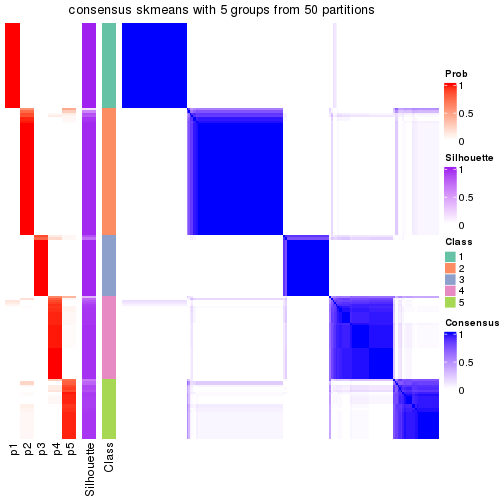 consensus skmeans with 5 groups from 50 partitions
Prob
1
0.5
0
Silhouette
1
0.5
0
Class
1
2
3
4
5
Consensus
1
0.5
0
p1
p2
p3
p4
p5
Silhouette
Class